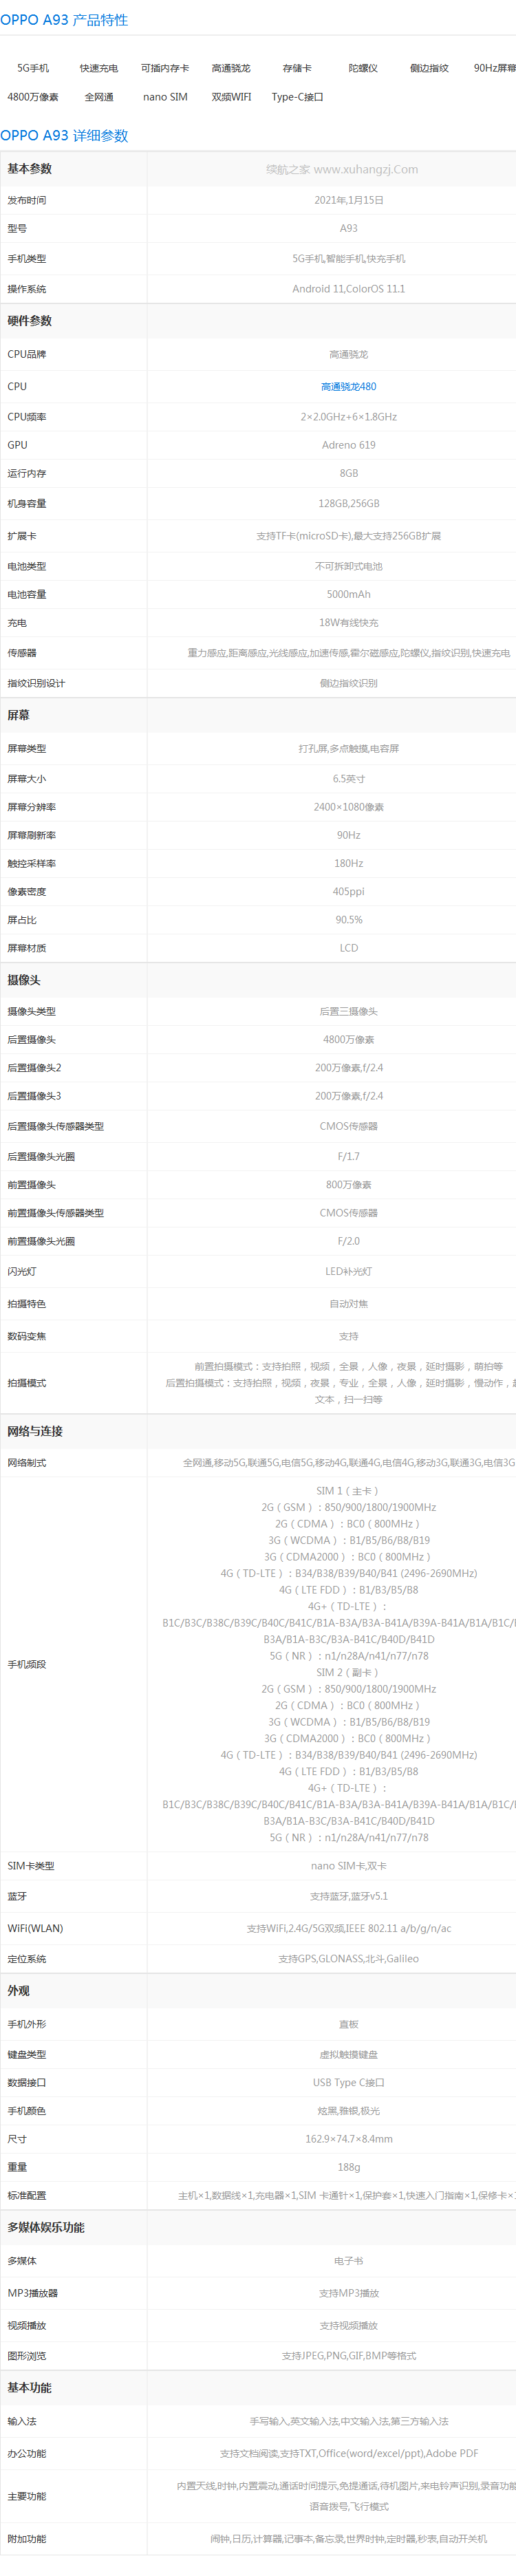 OPPO A93 产品特性
5G手机 快速充电 可插内存卡 高通骁龙 存储卡 陀螺仪 侧边指纹 90Hz屏幕
4800万像素 全网通 nano SIM 双频WIFI Type-C接口
OPPO A93 详细参数
基本参数 续航之家 www.xuhangzj.Com
发布时间 2021年,1月15日
型号 A93
手机类型 5G手机,智能手机,快充手机
操作系统 Android 11,ColorOS 11.1
硬件参数
CPU品牌 高通骁龙
CPU 高通骁龙480
CPU频率 2×2.0GHz+6×1.8GHz
GPU Adreno 619
运行内存 8GB
机身容量 128GB,256GB
扩展卡 支持TF卡(microSD卡),最大支持256GB扩展
电池类型 不可拆卸式电池
电池容量 5000mAh
充电 18W有线快充
传感器 重力感应,距离感应,光线感应,加速传感,霍尔磁感应,陀螺仪,指纹识别,快速充电
指纹识别设计 侧边指纹识别
屏幕
屏幕类型 打孔屏,多点触摸,电容屏
屏幕大小 6.5英寸
屏幕分辨率 2400×1080像素
屏幕刷新率 90Hz
触控采样率 180Hz
像素密度 405ppi
屏占比 90.5%
屏幕材质 LCD
摄像头
摄像头类型 后置三摄像头
后置摄像头 4800万像素
后置摄像头2 200万像素,f/2.4
后置摄像头3 200万像素,f/2.4
后置摄像头传感器类型 CMOS传感器
后置摄像头光圈 F/1.7
前置摄像头 800万像素
前置摄像头传感器类型 CMOS传感器
前置摄像头光圈 F/2.0
闪光灯 LED补光灯
拍摄特色 自动对焦
数码变焦 支持
前置拍摄模式：支持拍照，视频，全景，人像，夜景，延时摄影，萌拍等
拍摄模式 后置拍摄模式：支持拍照，视频，夜景，专业，全景，人像，延时摄影，慢动作，
文本，扫一扫等
网络与连接
网络制式 全网通,移动5G,联通5G,电信5G,移动4G,联通4G,电信4G,移动3G,联通3G,电信3G
SIM 1（主卡）
2G（GSM）：850/900/1800/1900MHz
2G（CDMA）：BC0（800MHz）
3G（WCDMA）：B1/B5/B6/B8/B19
3G（CDMA2000）：BC0（800MHz）
4G（TD-LTE）：B34/B38/B39/B40/B41 (2496-2690MHz)
4G（LTE FDD）：B1/B3/B5/B8
4G+（TD-LTE）：
B1C/B3C/B38C/B39C/B40C/B41C/B1A-B3A/B3A-B41A/B39A-B41A/B1A/B1C/
B3A/B1A-B3C/B3A-B41C/B40D/B41D
5G（NR）：n1/n28A/n41/n77/n78
手机频段
SIM 2（副卡）
2G（GSM）：850/900/1800/1900MHz
2G（CDMA）：BC0（800MHz）
3G（WCDMA）：B1/B5/B6/B8/B19
3G（CDMA2000）：BC0（800MHz）
4G（TD-LTE）：B34/B38/B39/B40/B41 (2496-2690MHz)
4G（LTE FDD）：B1/B3/B5/B8
4G+（TD-LTE）：
B1C/B3C/B38C/B39C/B40C/B41C/B1A-B3A/B3A-B41A/B39A-B41A/B1A/B1C/
B3A/B1A-B3C/B3A-B41C/B40D/B41D
5G（NR）：n1/n28A/n41/n77/n78
SIM卡类型 nano SIM卡,双卡
蓝牙 支持蓝牙,蓝牙v5.1
WiFi(WLAN) 支持WiFi,2.4G/5G双频,IEEE 802.11 a/b/g/n/ac
定位系统 支持GPS,GLONASS,北斗,Galileo
外观
手机外形 直板
键盘类型 虚拟触摸键盘
数据接口 USB Type C接口
手机颜色 炫黑,雅银,极光
尺寸 162.9×74.7×8.4mm
重量 188g
标准配置 主机×1,数据线×1,充电器×1,SIM 卡通针×1,保护套×1,快速入门指南×1,保修卡×1
多媒体娱乐功能
多媒体 电子书
MP3播放器 支持MP3播放
视频播放 支持视频播放
图形浏览 支持JPEG,PNG,GIF,BMP等格式
基本功能
输入法 手写输入,英文输入法,中文输入法,第三方输入法
办公功能 支持文档阅读,支持TXT,Office(word/excel/ppt),Adobe PDF
主要功能 内置天线,时钟,内置震动,通话时间提示,免提通话,待机图片,来电铃声识别,录音功能
语音拨号,飞行模式
附加功能 闹钟,日历,计算器,记事本,备忘录,世界时钟,定时器,秒表,自动开关机